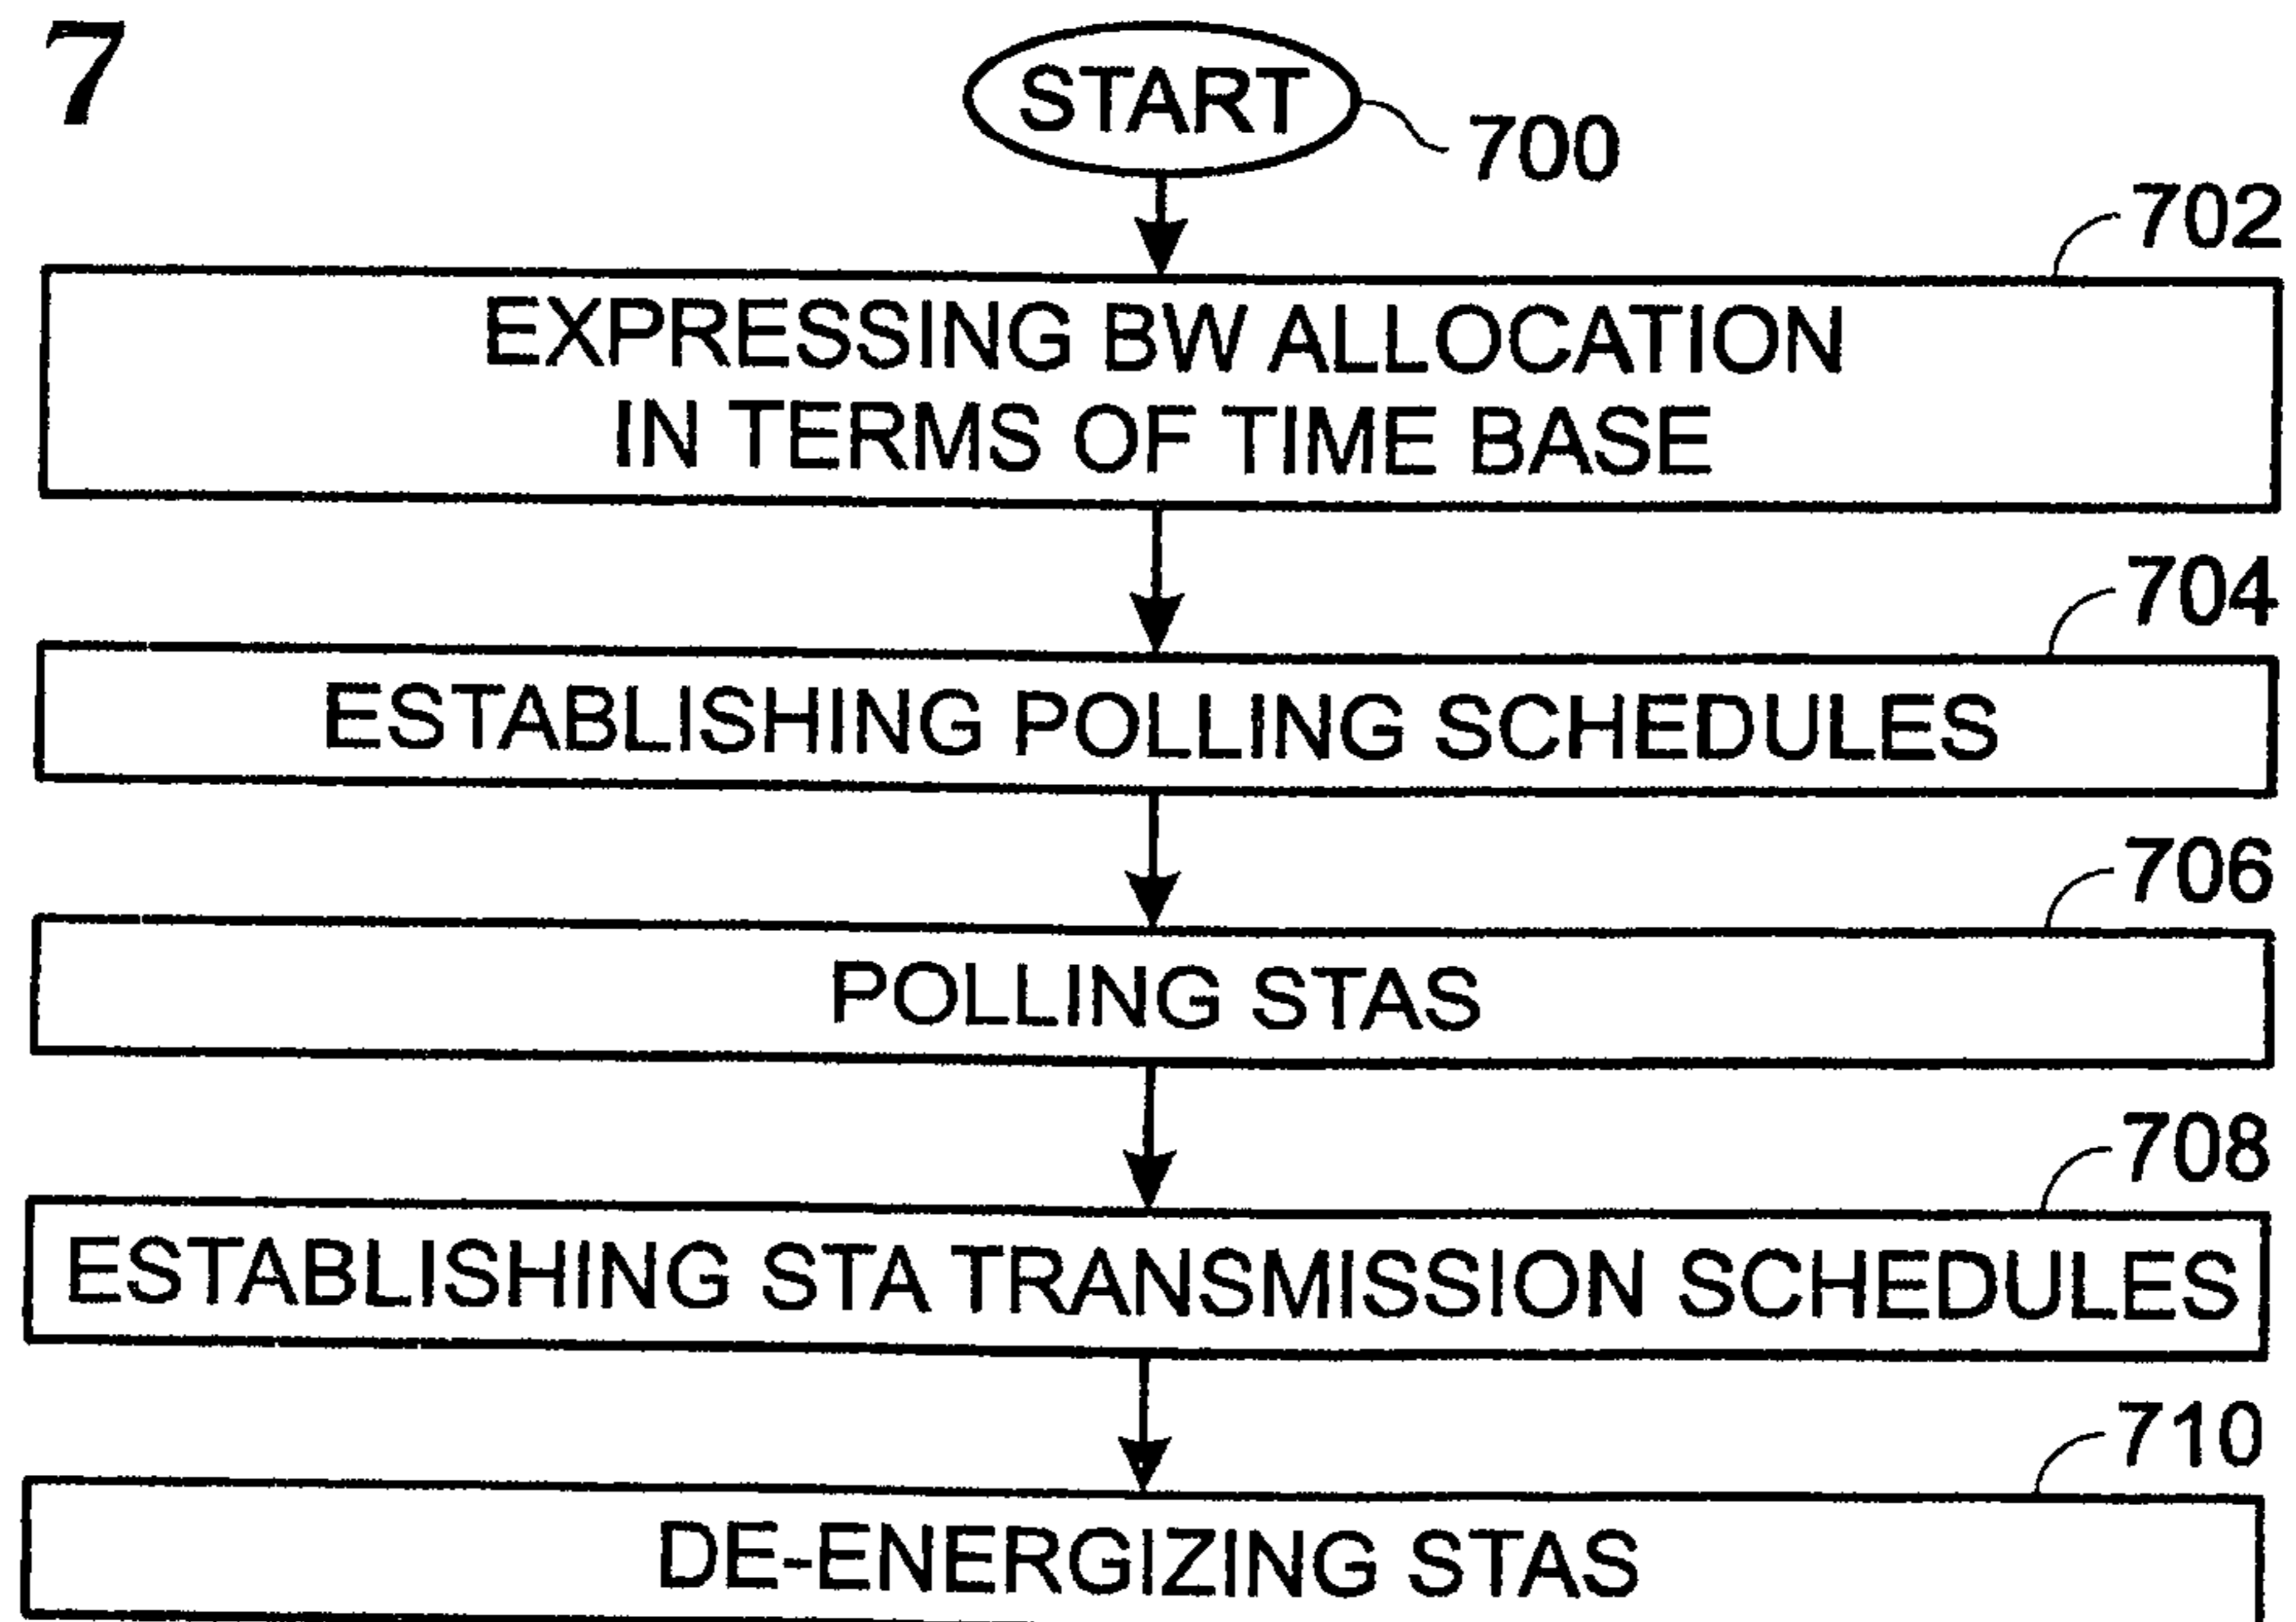 7
START
700
702
EXPRESSING BW ALLOCATION
IN TERMS OF TIME BASE
704
ESTABLISHING POLLING SCHEDULES
706
POLLING STAS
708
ESTABLISHING STA TRANSMISSION SCHEDULES
710
DE-ENERGIZING STAS